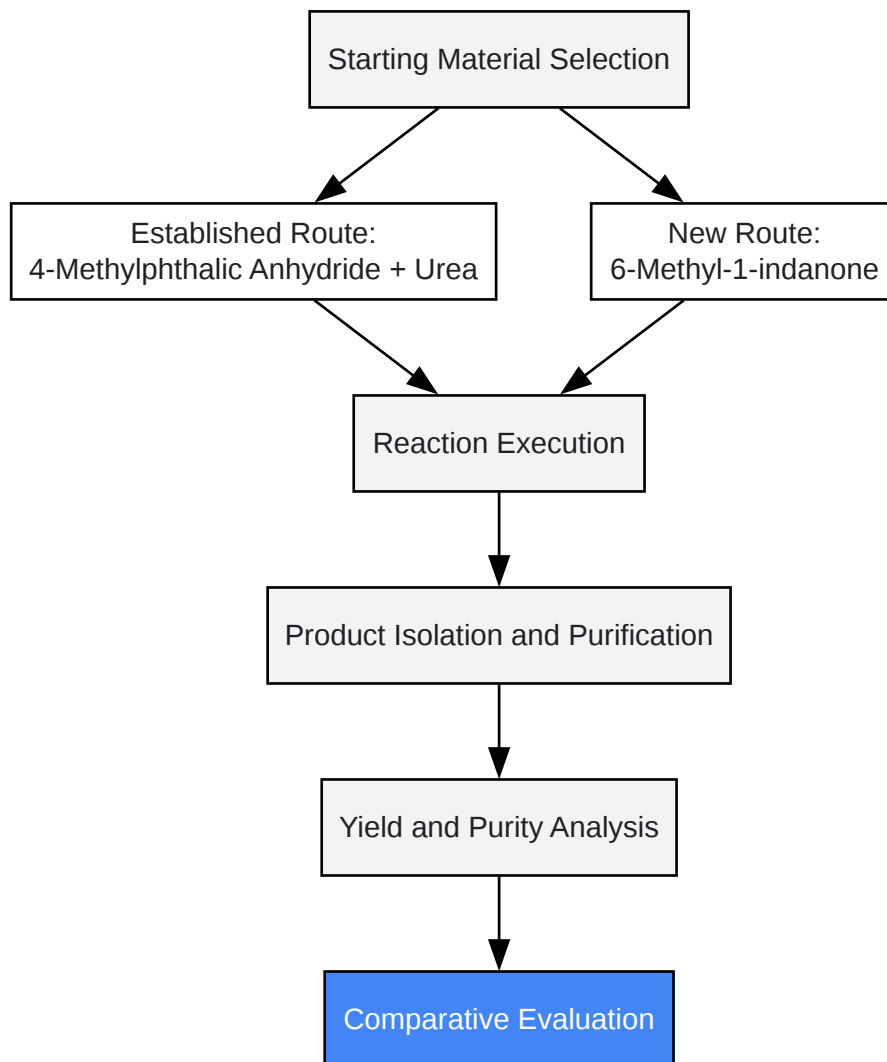 Starting Material Selection
Established Route:
4-Methylphthalic Anhydride + Urea
New Route:
6-Methyl-1-indanone
Reaction Execution
Product Isolation and Purification
Yield and Purity Analysis
Comparative Evaluation